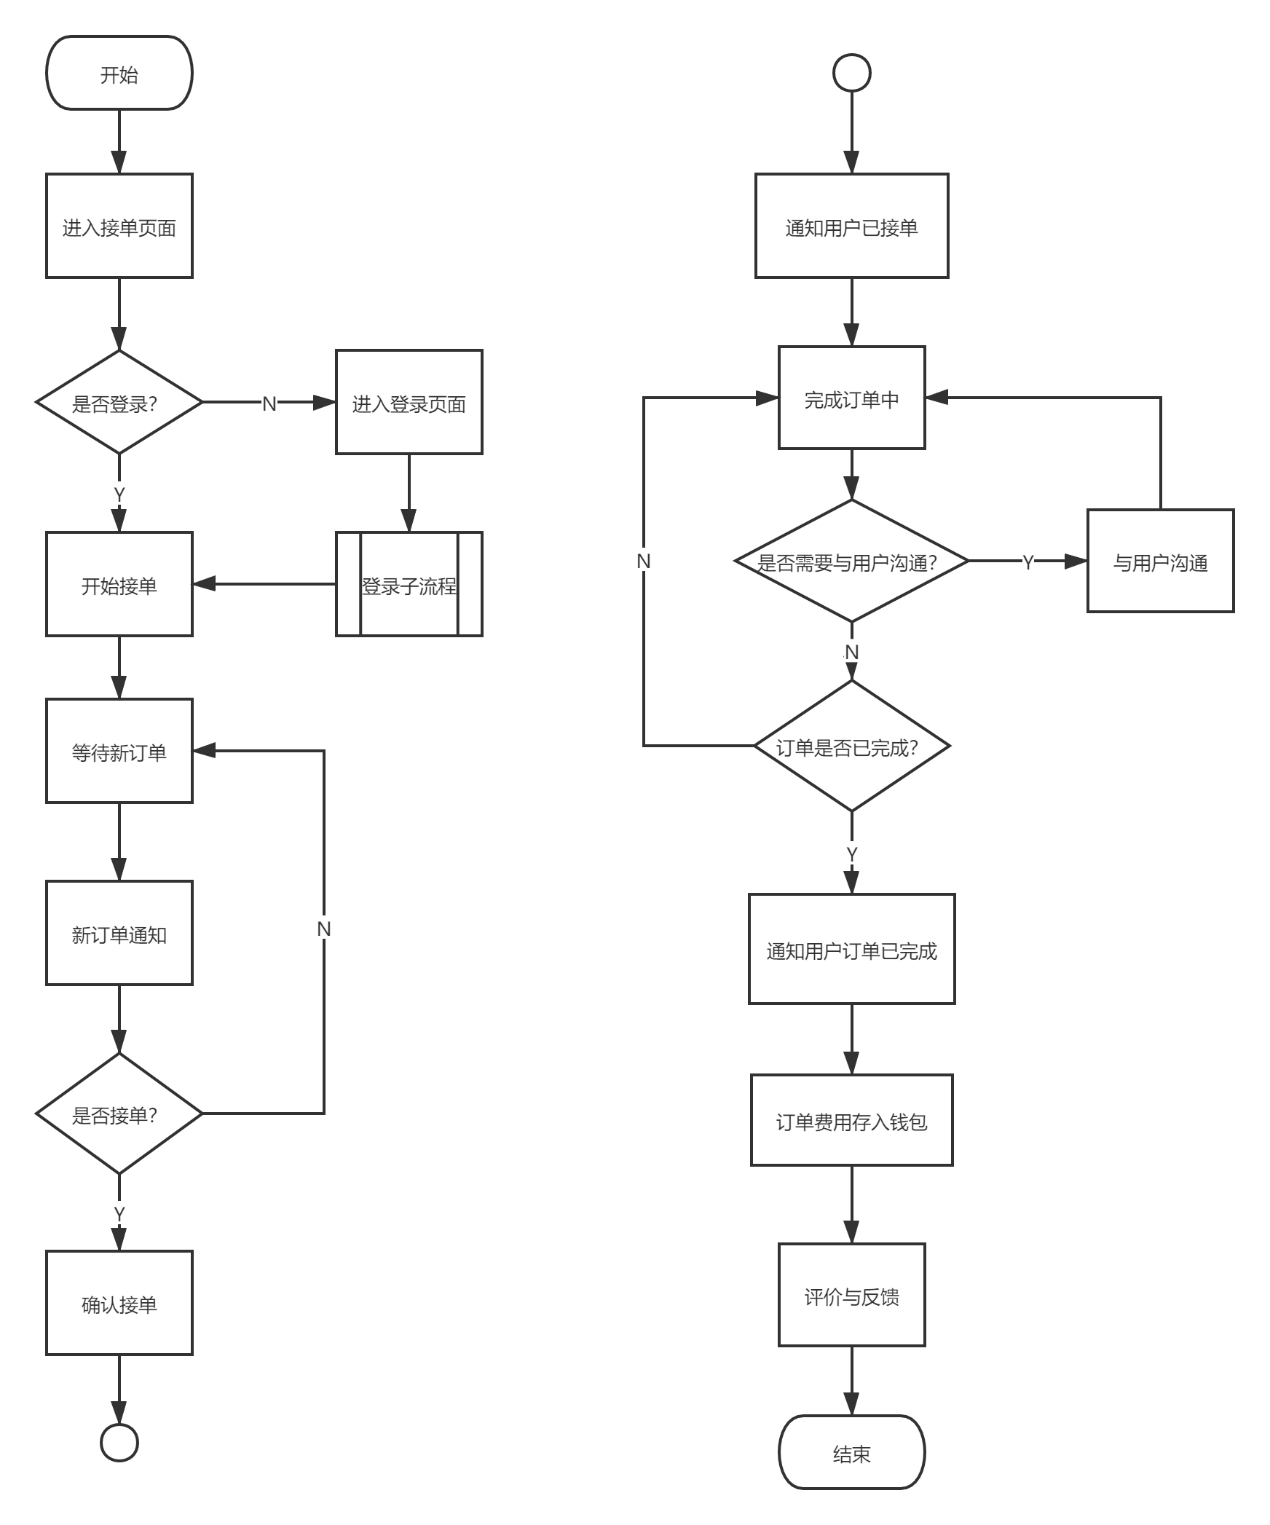 开始
进入接单页面
是否登录?
N
进入登录页面
Y
开始接单
登录子流程
等待新订单
新订单通知
N
是否接单?
Y
确认接单
通知用户已接单
完成订单中
N
是否需要与用户沟通?
Y
与用户沟通
N
订单是否已完成?
Y
通知用户订单已完成
订单费用存入钱包
评价与反馈
结束